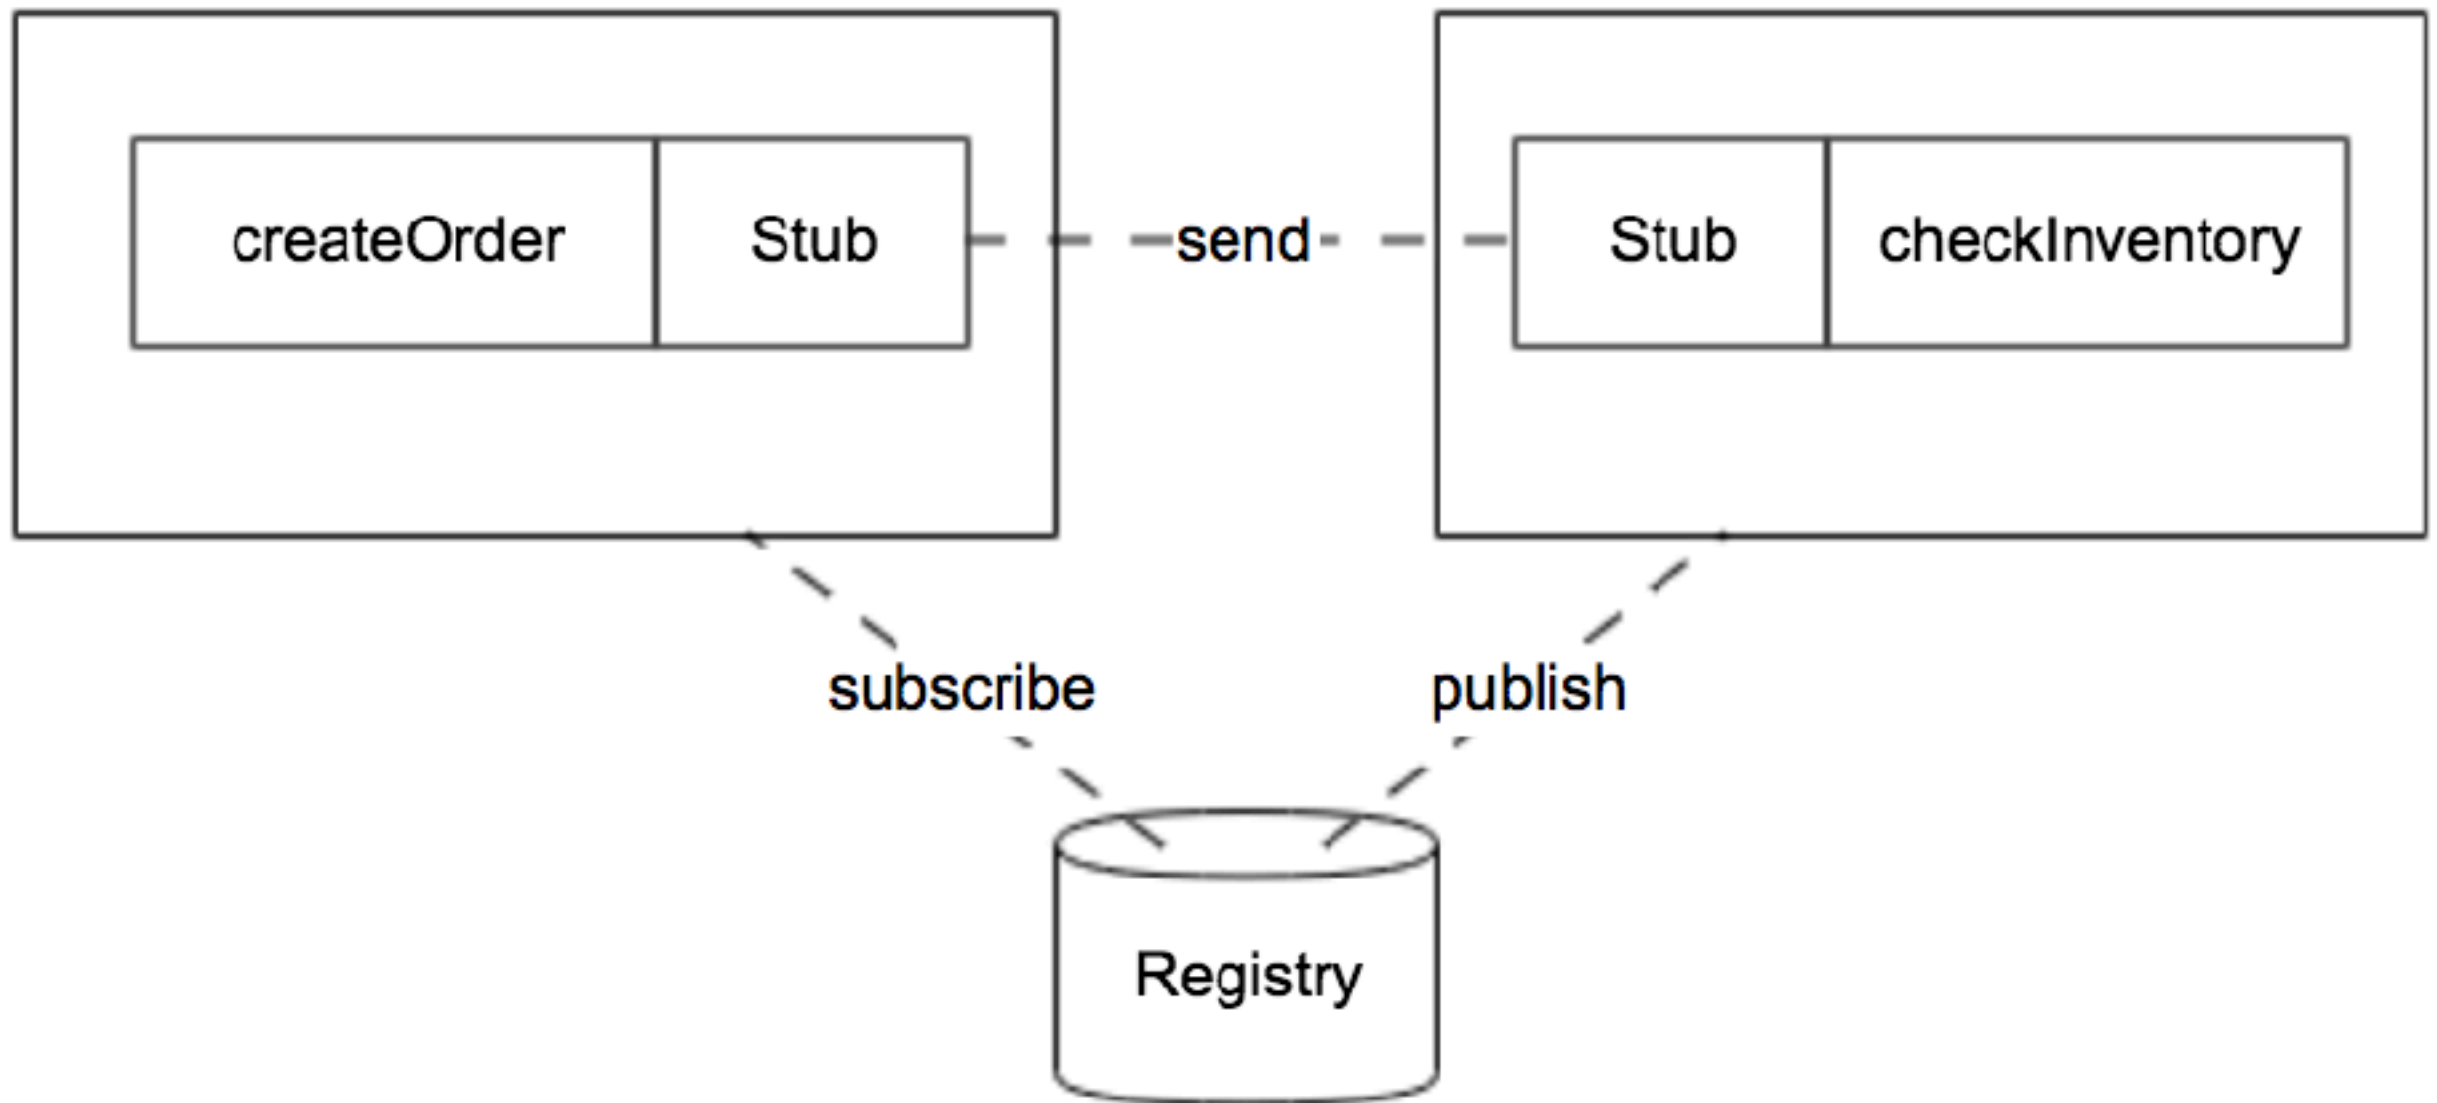 createOrder
Stub
send
Stub
checkInventory
subscribe
publish
Registry